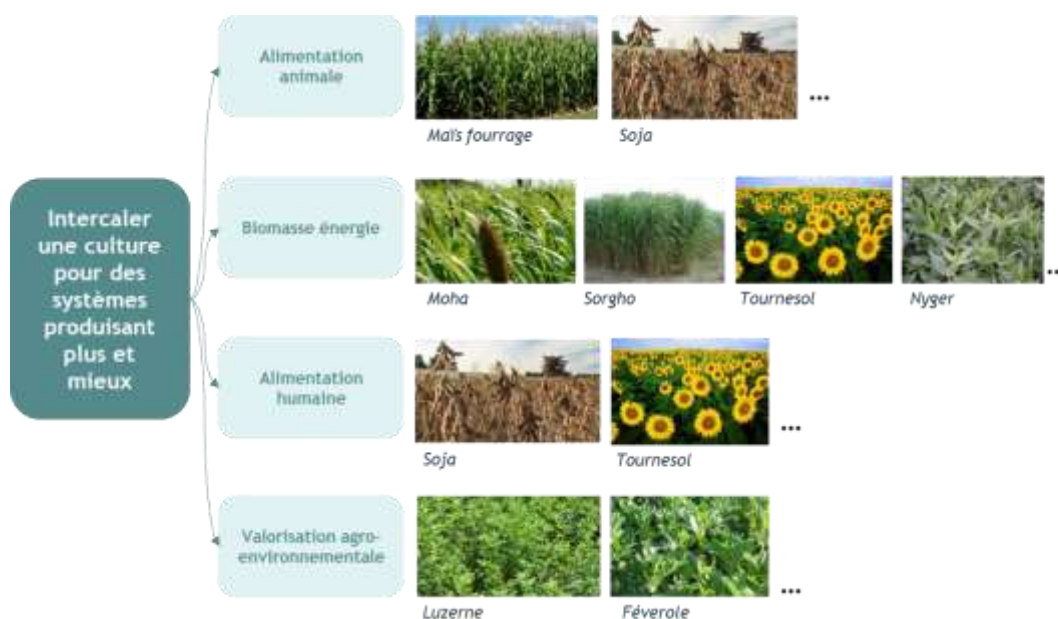 Intercaler
une culture
pour des
systèmes
produisant
plus et
mieux
Alimentation
animale
Maïs fourrage
Soja
...
Biomasse énergie
Moha
Sorgho
Tournesol
Nyger
...
Alimentation
humaine
Soja
Tournesol
...
Valorisation agro-
environnementale
Luzerne
Féverole
...